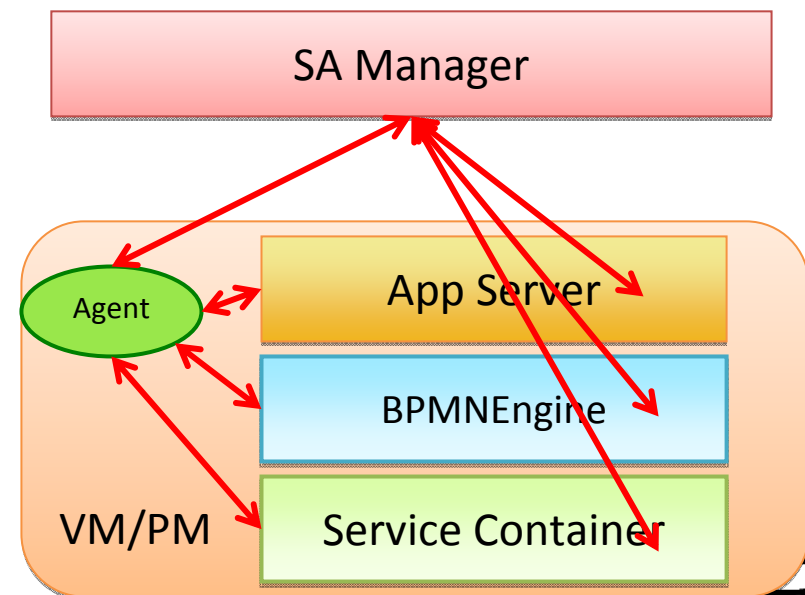 SA Manager
App Server
Agent
BPMNEngine
VM/PM
Service Container